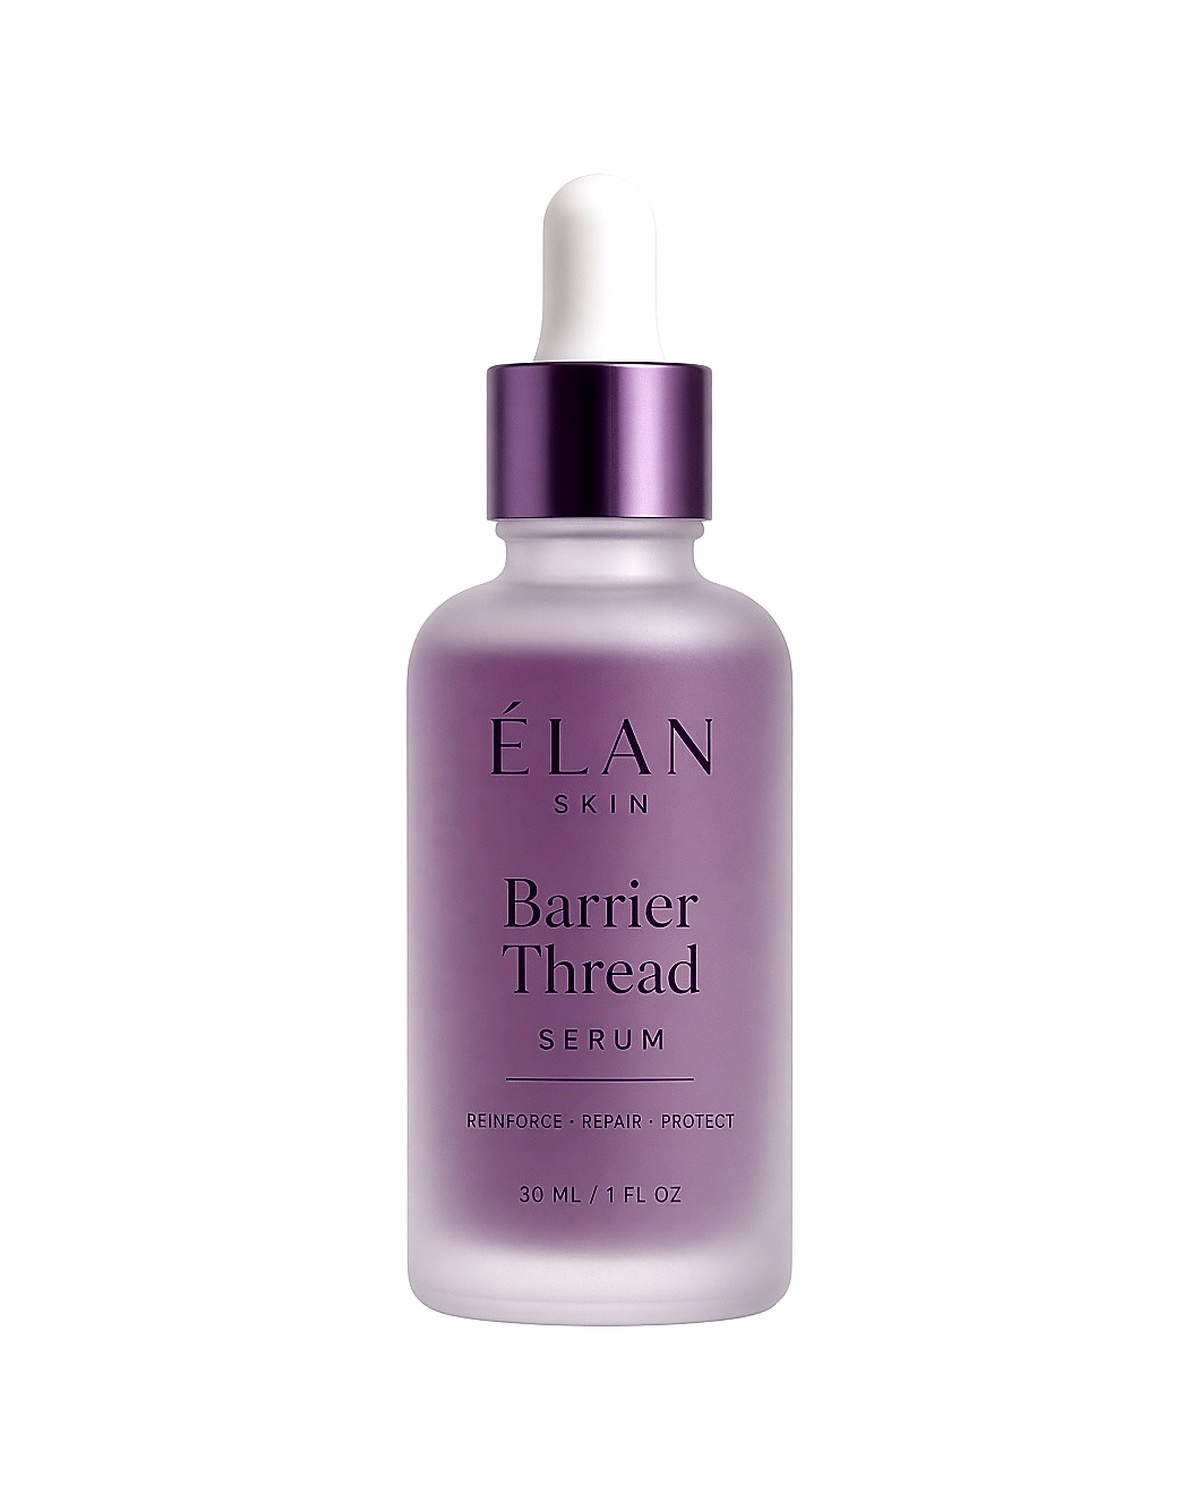 ÉLAN
SKIN
Barrier
Thread
SERUM
REINFORCE · REPAIR · PROTECT
30 ML / 1 FL OZ